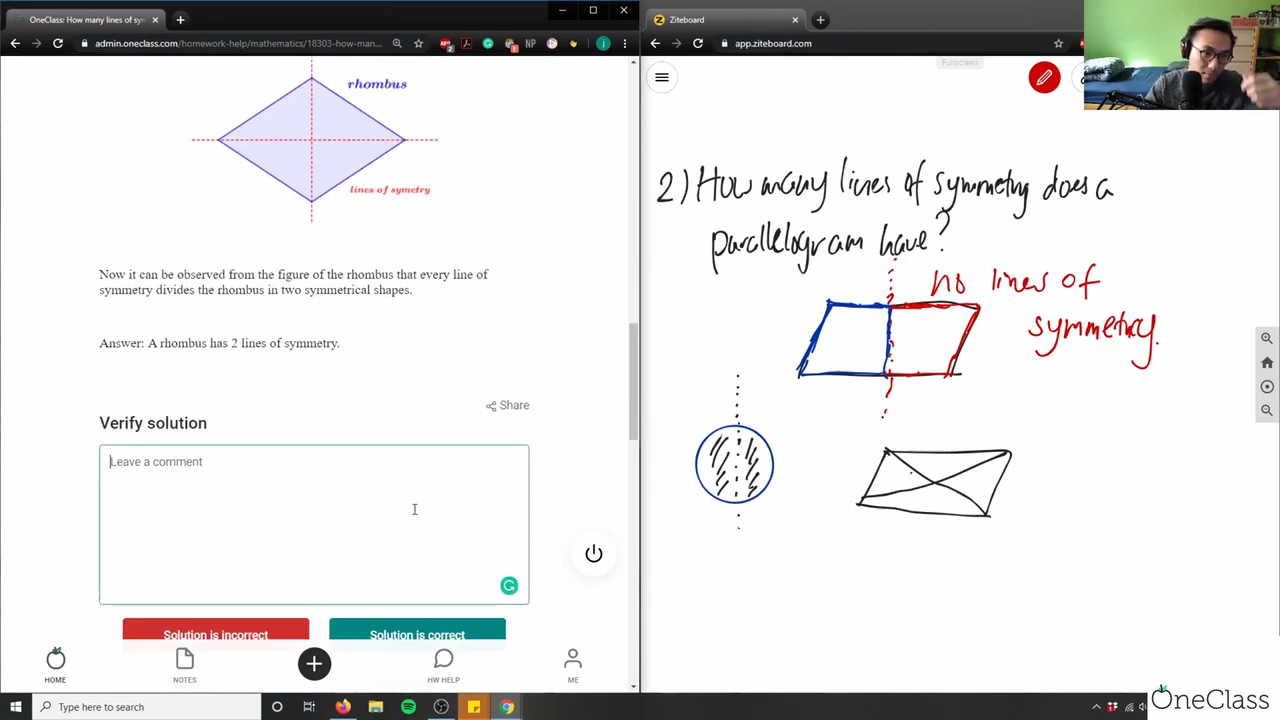 OneClass: How many lines of sym
admin.oneclass.com/homework-help/mathematics/18303-how-man...
NP
j
rhombus
lines of symetry
Now it can be observed from the figure of the rhombus that every line of
symmetry divides the rhombus in two symmetrical shapes.
Answer: A rhombus has 2 lines of symmetry.
Share
Verify solution
Leave a comment
Solution is incorrect
Solution is correct
HOME
NOTES
HW HELP
ME
Type here to search
Ziteboard
app.ziteboard.com
Fullscreen
2) How many lines of symmetry does a
parallelogram have?
no lines of
symmetry.
OneClass